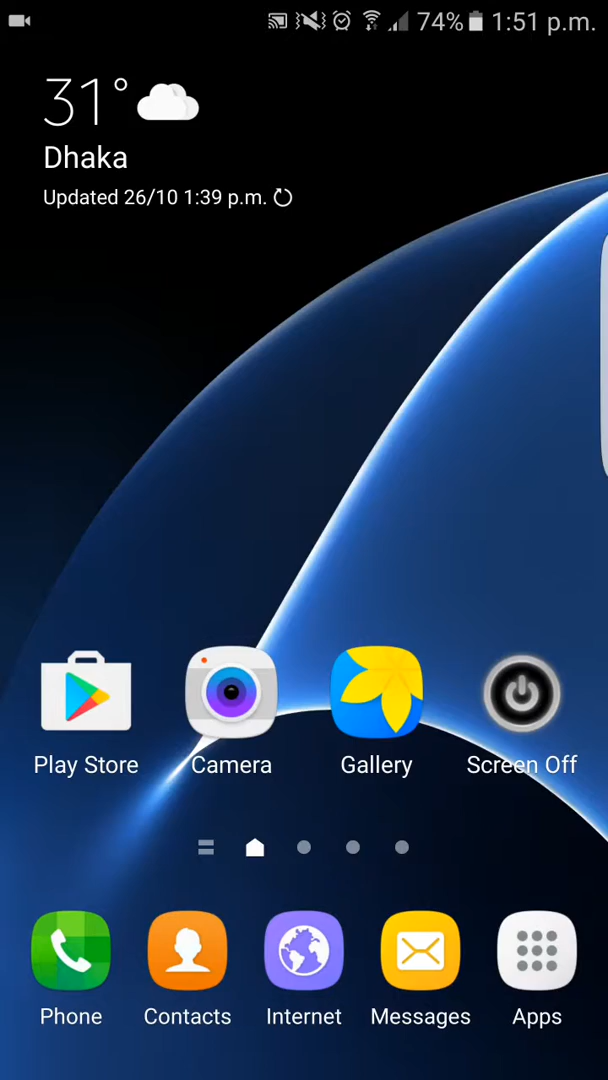 74% 1:51 p.m.
31°
Dhaka
Updated 26/10 1:39 p.m.
Play Store Camera Gallery Screen Off
Phone Contacts Internet Messages Apps